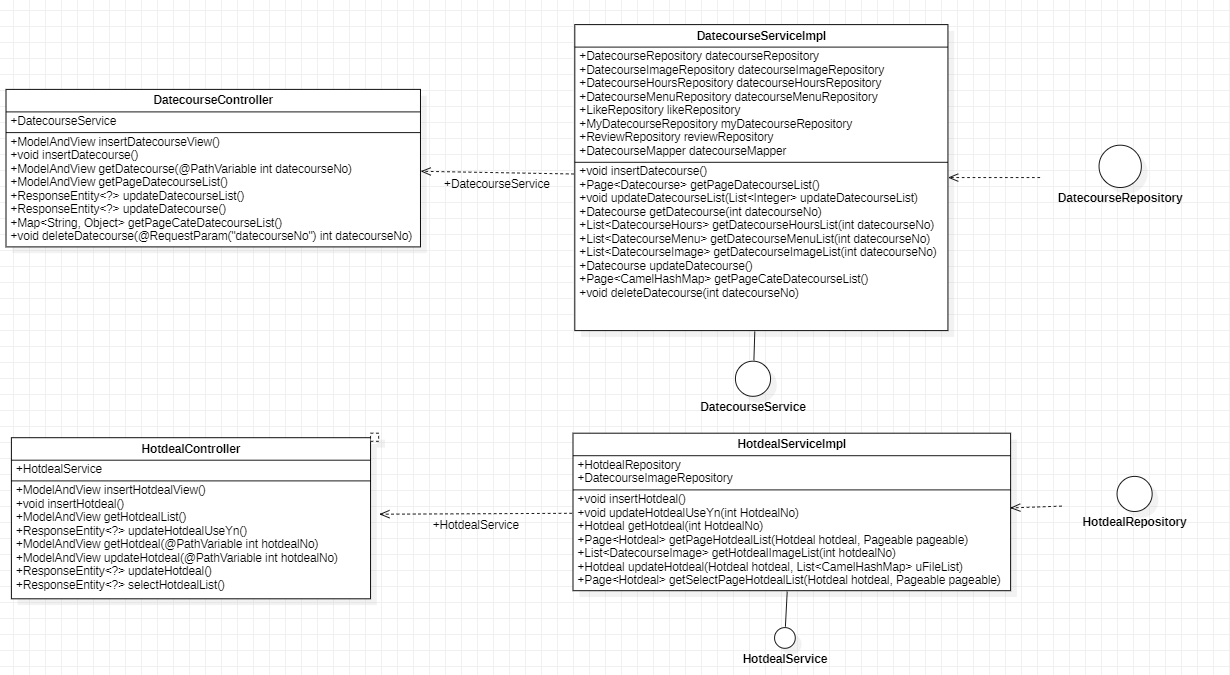 DatecourseController
+DatecourseService
+ModelAndView insertDatecourseView()
+void insertDatecourse()
+ModelAndView getDatecourse(@PathVariable int datecourseNo)
+ModelAndView getPageDatecourseList()
+ResponseEntity<?> updateDatecourseList()
+ResponseEntity<?> updateDatecourse()
+Map<String, Object> getPageCateDatecourseList()
+void deleteDatecourse(@RequestParam("datecourseNo") int datecourseNo)
+DatecourseService
DatecourseServiceImpl
+DatecourseRepository datecourseRepository
+DatecourseImageRepository datecourseImageRepository
+DatecourseHoursRepository datecourseHoursRepository
+DatecourseMenuRepository datecourseMenuRepository
+LikeRepository likeRepository
+MyDatecourseRepository myDatecourseRepository
+ReviewRepository reviewRepository
+DatecourseMapper datecourseMapper
+void insertDatecourse()
+Page<Datecourse> getPageDatecourseList()
+void updateDatecourseList(List<Integer> updateDatecourseList)
+Datecourse getDatecourse(int datecourseNo)
+List<DatecourseHours> getDatecourseHoursList(int datecourseNo)
+List<DatecourseMenu> getDatecourseMenuList(int datecourseNo)
+List<DatecourseImage> getDatecourseImageList(int datecourseNo)
+Datecourse updateDatecourse()
+Page<CamelHashMap> getPageCateDatecourseList()
+void deleteDatecourse(int datecourseNo)
DatecourseRepository
DatecourseService
HotdealController
+HotdealService
+ModelAndView insertHotdealView()
+void insertHotdeal()
+ModelAndView getHotdealList()
+ResponseEntity<?> updateHotdealUseYn()
+ModelAndView getHotdeal(@PathVariable int hotdealNo)
+ModelAndView updateHotdeal(@PathVariable int hotdealNo)
+ResponseEntity<?> updateHotdeal()
+ResponseEntity<?> selectHotdealList()
+HotdealService
HotdealServiceImpl
+HotdealRepository
+DatecourseImageRepository
+void insertHotdeal()
+void updateHotdealUseYn(int HotdealNo)
+Hotdeal getHotdeal(int HotdealNo)
+Page<Hotdeal> getPageHotdealList(Hotdeal hotdeal, Pageable pageable)
+List<DatecourseImage> getHotdealImageList(int hotdealNo)
+Hotdeal updateHotdeal(Hotdeal hotdeal, List<CamelHashMap> uFileList)
+Page<Hotdeal> getSelectPageHotdealList(Hotdeal hotdeal, Pageable pageable)
HotdealRepository
HotdealService